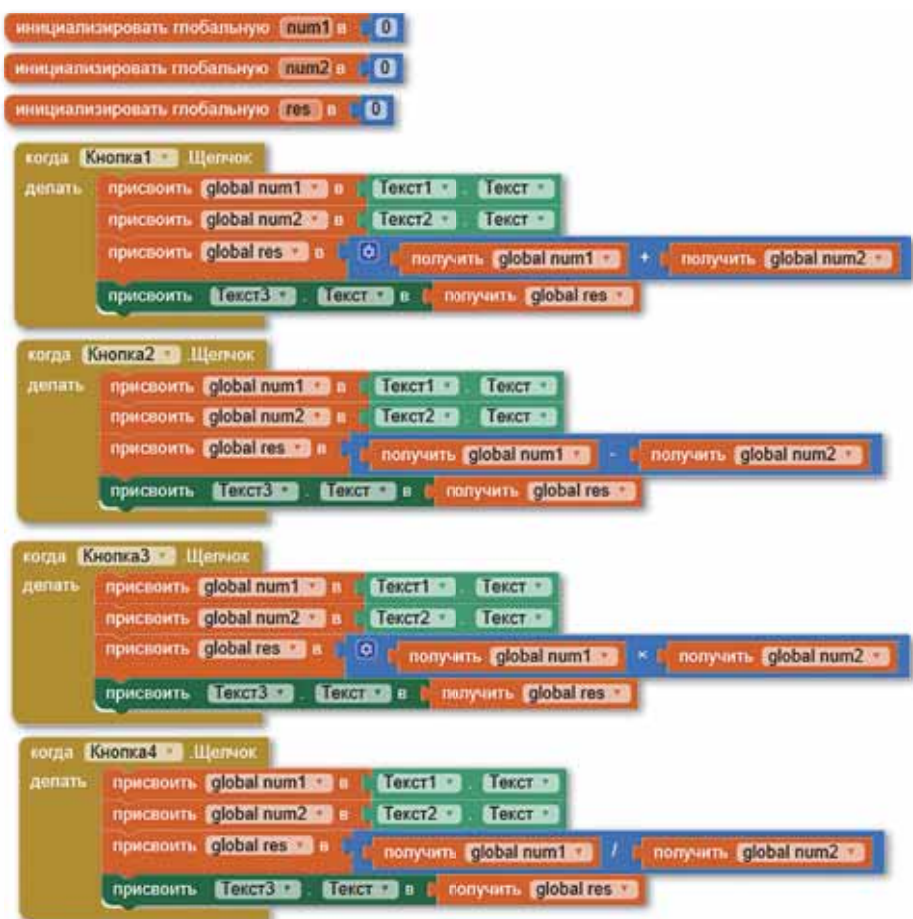 инициализировать глобальную num1 в 0
инициализировать глобальную num2 в 0
инициализировать глобальную res в 0
когда Кнопка1 .Щелчок
делать присвоить global num1 в Текст1 . Текст
присвоить global num2 в Текст2 . Текст
присвоить global res в получить global num1 + получить global num2
присвоить Текст3 . Текст в получить global res
когда Кнопка2 .Щелчок
делать присвоить global num1 в Текст1 . Текст
присвоить global num2 в Текст2 . Текст
присвоить global res в получить global num1 - получить global num2
присвоить Текст3 . Текст в получить global res
когда Кнопка3 .Щелчок
делать присвоить global num1 в Текст1 . Текст
присвоить global num2 в Текст2 . Текст
присвоить global res в получить global num1 × получить global num2
присвоить Текст3 . Текст в получить global res
когда Кнопка4 .Щелчок
делать присвоить global num1 в Текст1 . Текст
присвоить global num2 в Текст2 . Текст
присвоить global res в получить global num1 / получить global num2
присвоить Текст3 . Текст в получить global res